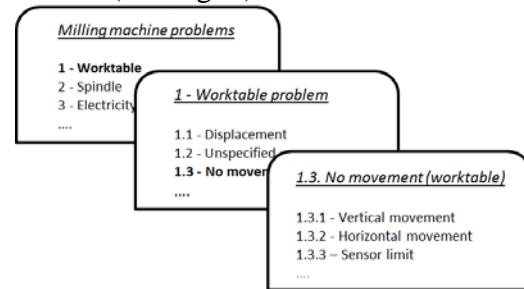 Milling machine problems
1 - Worktable
2 - Spindle
3 - Electricity
....
1 - Worktable problem
1.1 - Displacement
1.2 - Unspecified
1.3 - No
....
1.3. No movement (worktable)
1.3.1 - Vertical movement
1.3.2 - Horizontal movement
1.3.3 – Sensor limit
....